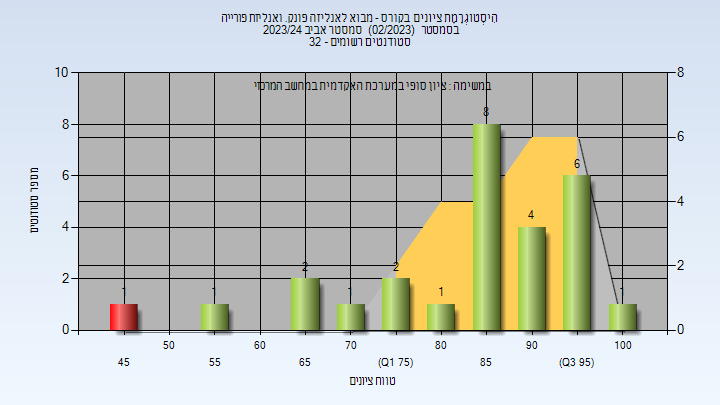 הִיסְטוֹגְרָמַת ציונים בקורס - מבוא לאנליזה פונק. ואנליזת פורייה
בסמסטר (02/2023) סמסטר אביב 2023/24
סטודנטים רשומים - 32
במשימה : ציון סופי במערכת האקדמית במחשב המרכזי
10 8
8 6
6 4
4 2
2 0
0
מספר סטודנטים
1 1 2 1 2 1 8 4 6 1
50 60 70 80 90 100
45 55 65 (Q1 75) 85 (Q3 95)
טווח ציונים